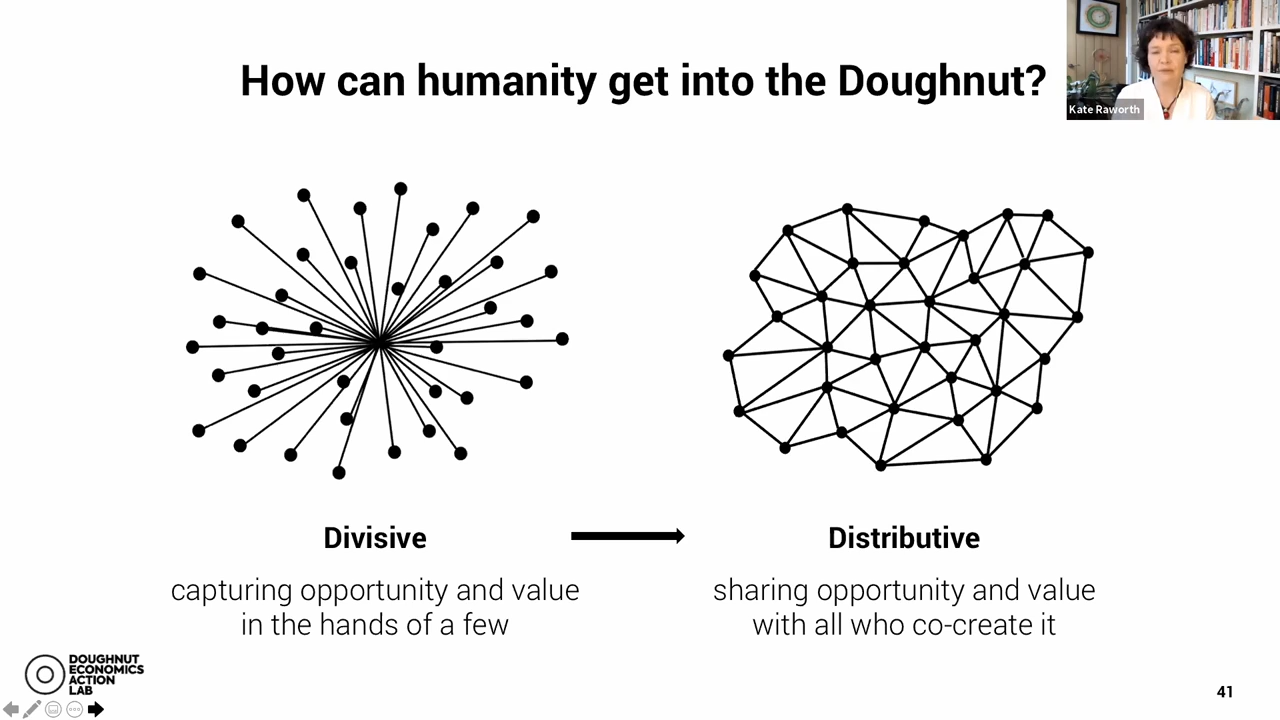 How can humanity get into the Doughnut?
Kate Raworth
Divisive
capturing opportunity and value
in the hands of a few
Distributive
sharing opportunity and value
with all who co-create it
DOUGHNUT
ECONOMICS
ACTION
LAB
41